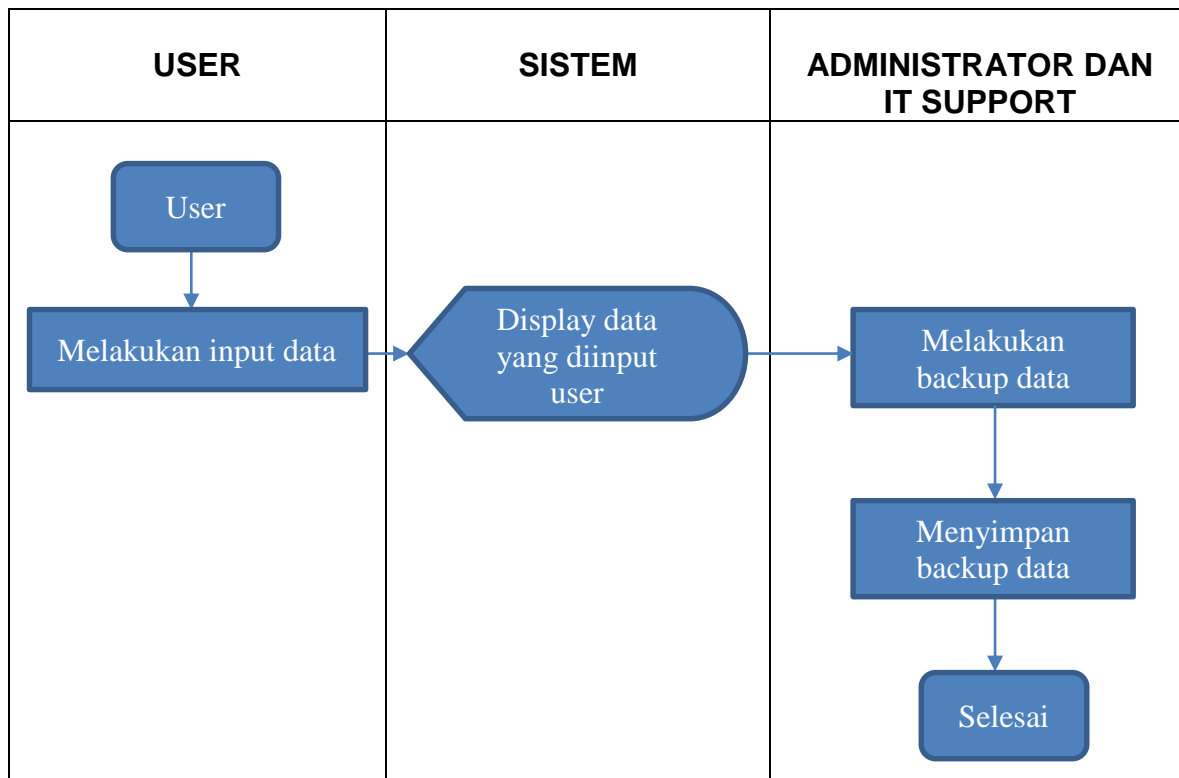 USER
SISTEM
ADMINISTRATOR DAN
IT SUPPORT
User
Melakukan input data
Display data
yang diinput
user
Melakukan
backup data
Menyimpan
backup data
Selesai